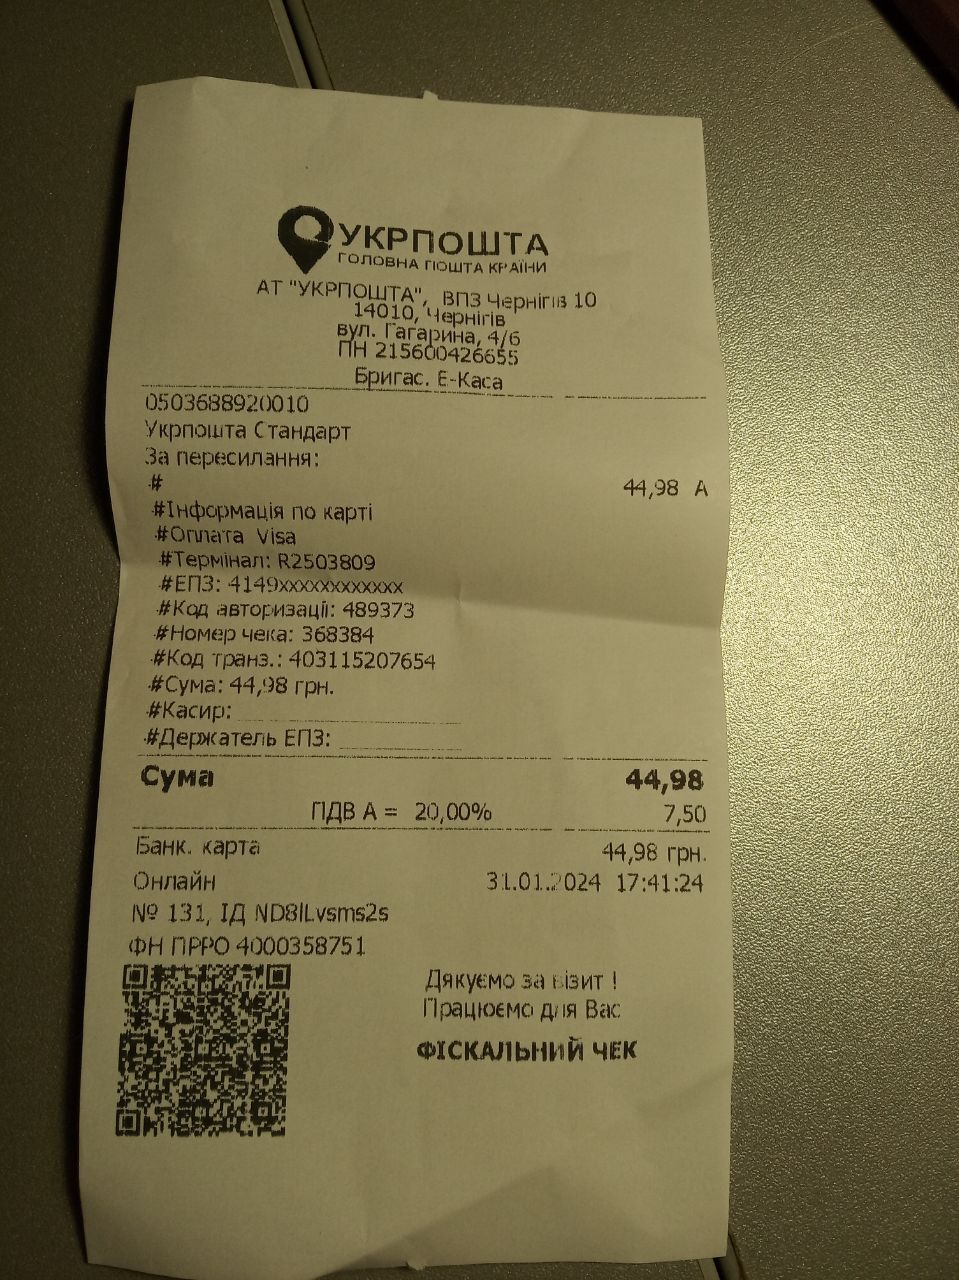 УКРПОШТА
ГОЛОВНА ПОШТА КРАЇНИ
АТ "УКРПОШТА", ВПЗ Чернігів 10
14010, Чернігів
вул. Гагарина, 4/6
ПН 215600426655
Бригас. Е-Каса
0503688920010
Укрпошта Стандарт
За пересилання:
# 44,98 А
#Інформація по карті
#Оплата Visa
#Термінал: R2503809
#ЕПЗ: 4149xxxxxxxxxxxx
#Код авторизації: 489373
#Номер чека: 368384
#Код транз.: 403115207654
#Сума: 44,98 грн.
#Касир:
#Держатель ЕПЗ:
Сума 44,98
ПДВ А = 20,00% 7,50
Банк. карта 44,98 грн.
Онлайн 31.01.2024 17:41:24
№ 131, ІД ND8lLvsms2s
ФН ПРРО 4000358751
Дякуємо за візит !
Працюємо для Вас
ФІСКАЛЬНИЙ ЧЕК